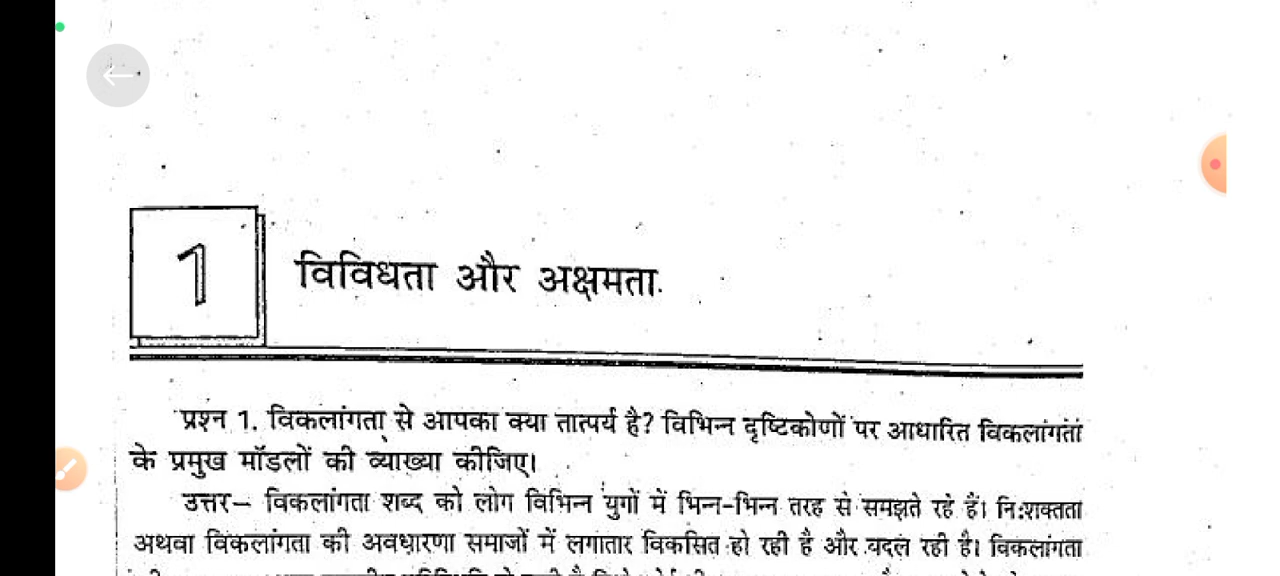 1
विविधता और अक्षमता
प्रश्न 1. विकलांगता से आपका क्या तात्पर्य है? विभिन्न दृष्टिकोणों पर आधारित विकलांगता
के प्रमुख मॉडलों की व्याख्या कीजिए।
उत्तर– विकलांगता शब्द को लोग विभिन्न युगों में भिन्न-भिन्न तरह से समझते रहे हैं। नि:शक्तता
अथवा विकलांगता की अवधारणा समाजों में लगातार विकसित हो रही है और बदल रही है। विकलांगता